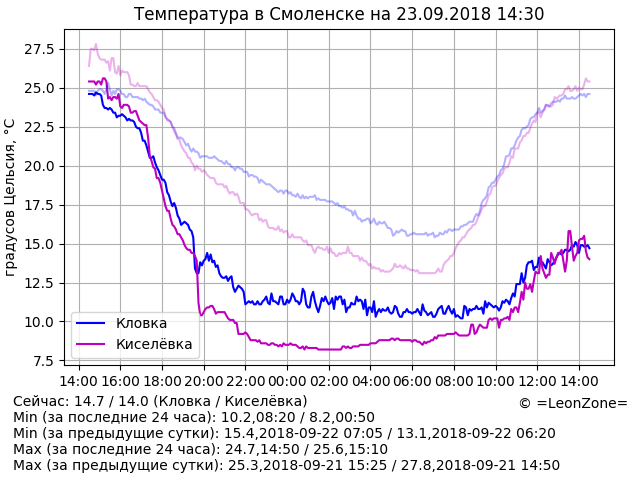 Температура в Смоленске на 23.09.2018 14:30
градусов Цельсия, °C
27.5
25.0
22.5
20.0
17.5
15.0
12.5
10.0
7.5
Кловка
Киселёвка
14:00 16:00 18:00 20:00 22:00 00:00 02:00 04:00 06:00 08:00 10:00 12:00 14:00
Сейчас: 14.7 / 14.0 (Кловка / Киселёвка)
© =LeonZone=
Min (за последние 24 часа): 10.2,08:20 / 8.2,00:50
Min (за предыдущие сутки): 15.4,2018-09-22 07:05 / 13.1,2018-09-22 06:20
Max (за последние 24 часа): 24.7,14:50 / 25.6,15:10
Max (за предыдущие сутки): 25.3,2018-09-21 15:25 / 27.8,2018-09-21 14:50